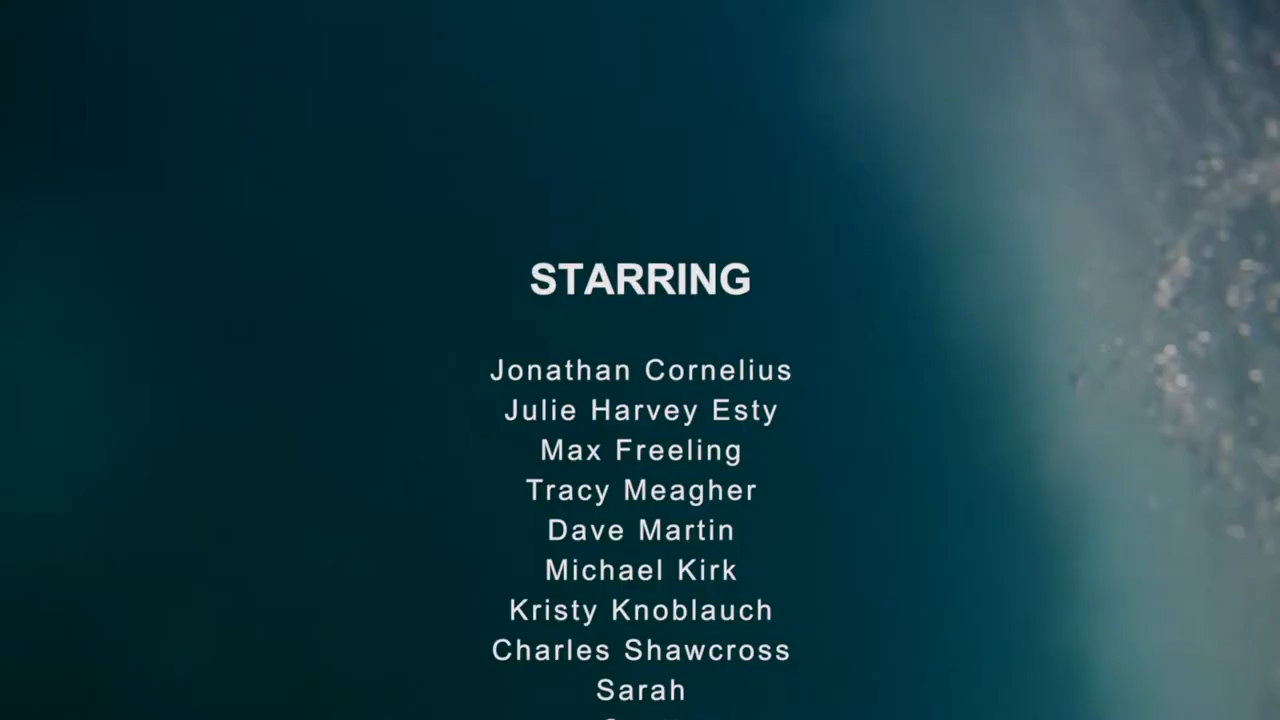 STARRING
Jonathan Cornelius
Julie Harvey Esty
Max Freeling
Tracy Meagher
Dave Martin
Michael Kirk
Kristy Knoblauch
Charles Shawcross
Sarah